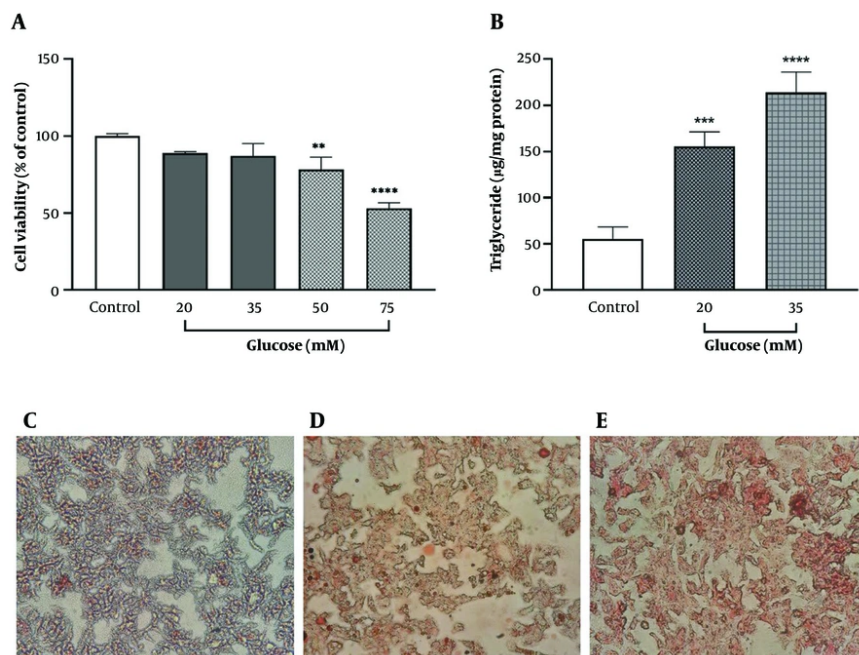 A
Cell viability (% of control)
150
100
50
0
**
****
Control
20
35
50
75
Glucose (mM)
B
Triglyceride (µg/mg protein)
250
200
150
100
50
0
***
****
Control
20
35
Glucose (mM)
C
D
E